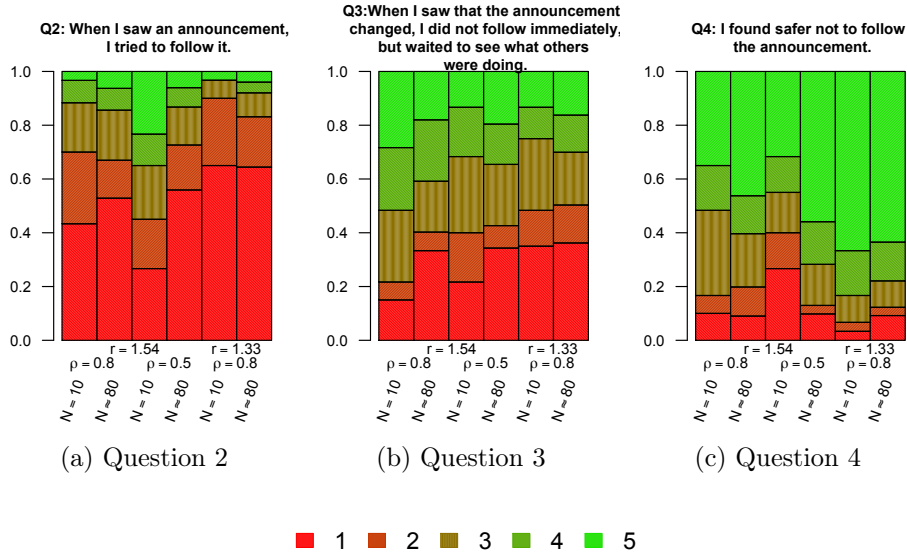 Q2: When I saw an announcement,
I tried to follow it.
1.0
0.8
0.6
0.4
0.2
0.0
r = 1.54
r = 1.33
ρ = 0.8
ρ = 0.5
ρ = 0.8
N = 10
N ≈ 80
N = 10
N ≈ 80
N = 10
N ≈ 80
(a) Question 2
Q3:When I saw that the announcement
changed, I did not follow immediately,
but waited to see what others
were doing.
1.0
0.8
0.6
0.4
0.2
0.0
r = 1.54
r = 1.33
ρ = 0.8
ρ = 0.5
ρ = 0.8
N = 10
N ≈ 80
N = 10
N ≈ 80
N = 10
N ≈ 80
(b) Question 3
Q4: I found safer not to follow
the announcement.
1.0
0.8
0.6
0.4
0.2
0.0
r = 1.54
r = 1.33
ρ = 0.8
ρ = 0.5
ρ = 0.8
N = 10
N ≈ 80
N = 10
N ≈ 80
N = 10
N ≈ 80
(c) Question 4
1 2 3 4 5